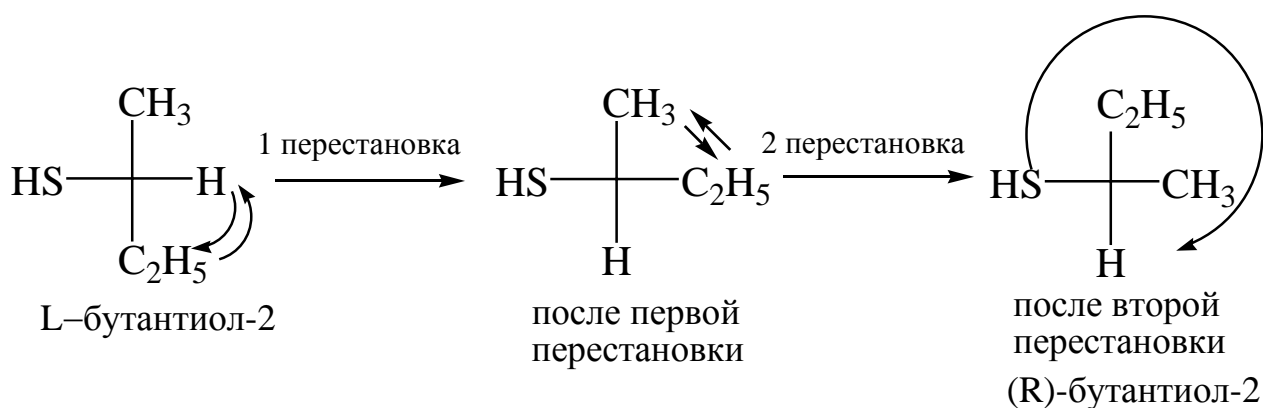 CH₃
HS H
C₂H₅
L–бутантиол-2
1 перестановка
CH₃
HS C₂H₅
H
после первой
перестановки
2 перестановка
C₂H₅
HS CH₃
H
после второй
перестановки
(R)-бутантиол-2